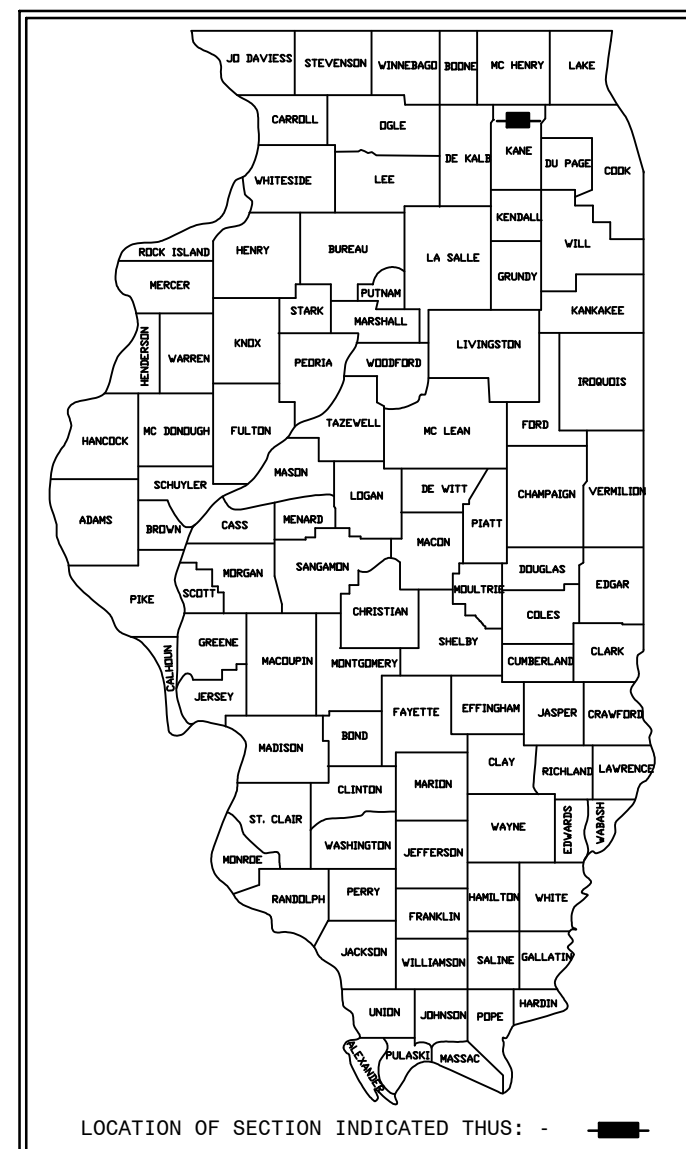 JO DAVIESS
STEVENSON
WINNEBAGO
BOONE
MC HENRY
LAKE
CARROLL
OGLE
DE KALB
KANE
DU PAGE
COOK
WHITESIDE
LEE
KENDALL
WILL
ROCK ISLAND
HENRY
BUREAU
LA SALLE
GRUNDY
MERCER
PUTNAM
STARK
MARSHALL
KANKAKEE
HENDERSON
WARREN
KNOX
PEORIA
WOODFORD
LIVINGSTON
IROQUOIS
HANCOCK
MC DONOUGH
FULTON
TAZEWELL
MC LEAN
FORD
SCHUYLER
MASON
LOGAN
DE WITT
CHAMPAIGN
VERMILION
ADAMS
BROWN
CASS
MENARD
MACON
PIATT
PIKE
SCOTT
MORGAN
SANGAMON
CHRISTIAN
MOULTRIE
DOUGLAS
EDGAR
COLES
CALHOUN
GREENE
MACOUPIN
MONTGOMERY
SHELBY
CUMBERLAND
CLARK
JERSEY
FAYETTE
EFFINGHAM
JASPER
CRAWFORD
MADISON
BOND
CLAY
RICHLAND
LAWRENCE
CLINTON
MARION
ST. CLAIR
WAYNE
EDWARDS
WABASH
MONROE
WASHINGTON
JEFFERSON
RANDOLPH
PERRY
HAMILTON
WHITE
FRANKLIN
JACKSON
WILLIAMSON
SALINE
GALLATIN
UNION
JOHNSON
POPE
HARDIN
ALEXANDER
PULASKI
MASSAC
LOCATION OF SECTION INDICATED THUS: -